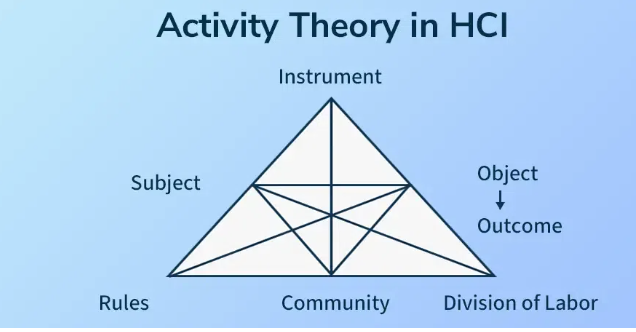 Activity Theory in HCI
Instrument
Subject
Object
Outcome
Rules
Community
Division of Labor